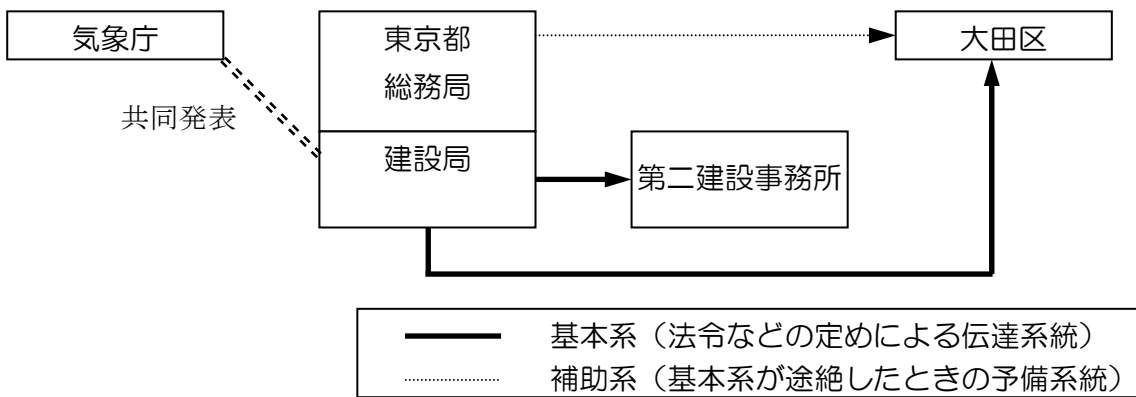 気象庁
東京都
総務局
大田区
共同発表
建設局
第二建設事務所
基本系（法令などの定めによる伝達系統）
補助系（基本系が途絶したときの予備系統）